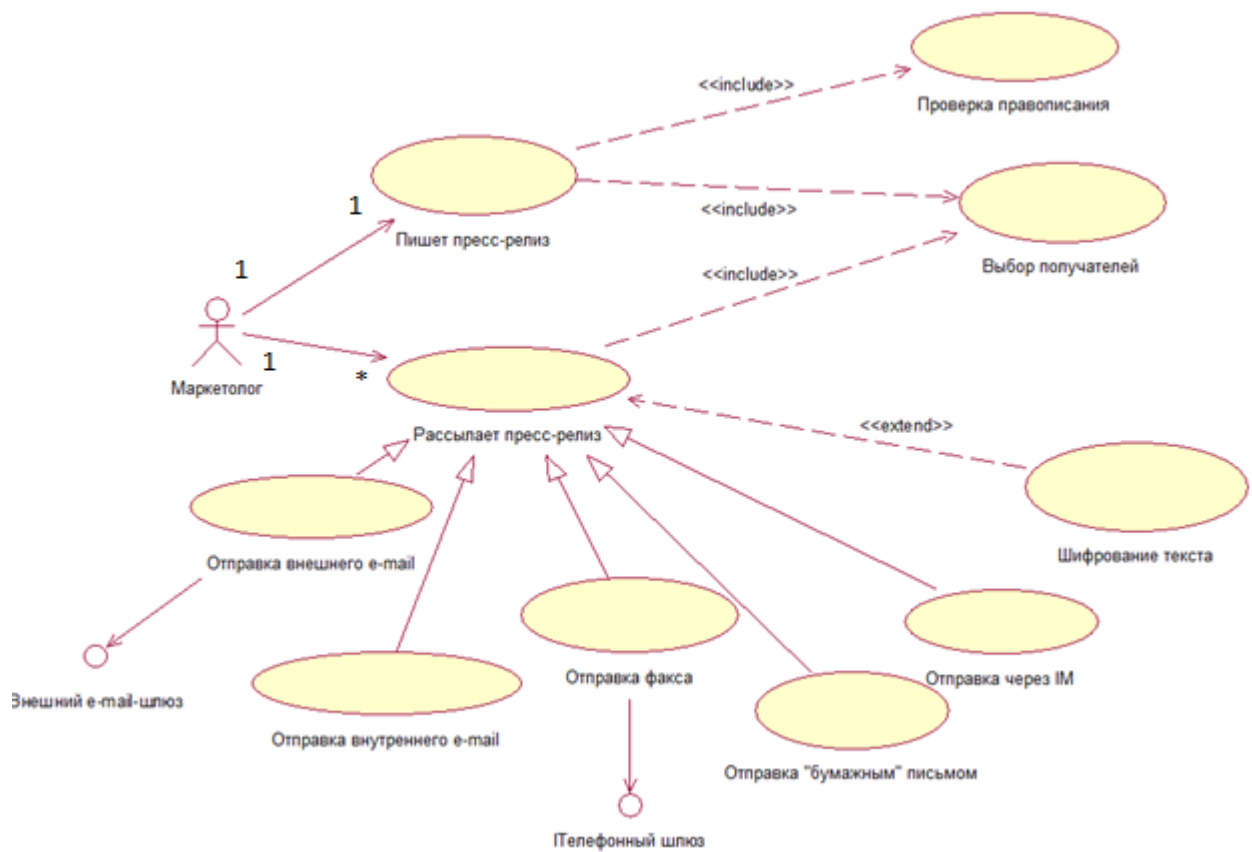 <<include>>
Проверка правописания
1
<<include>>
Пишет пресс-релиз
Выбор получателей
1
<<include>>
Маркетолог
1
*
<<extend>>
Рассылает пресс-релиз
Шифрование текста
Отправка внешнего e-mail
Отправка факса
Отправка через IM
Внешний e-mail-шлюз
Отправка внутреннего e-mail
Отправка "бумажным" письмом
IТелефонный шлюз